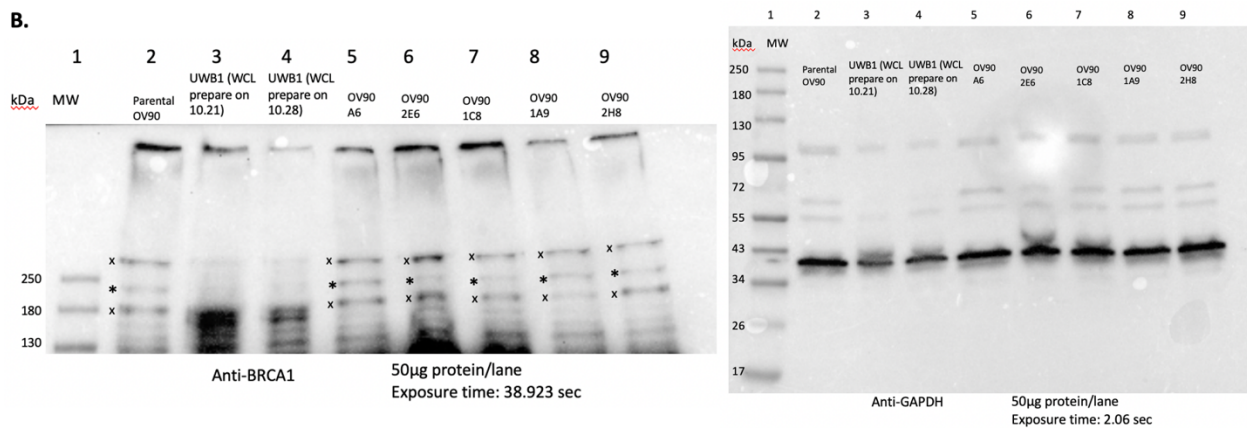 B.
1 2 3 4 5 6 7 8 9
kDa
MW
Parental
OV90
UWB1 (WCL
prepare on
10.21)
UWB1 (WCL
prepare on
10.28)
OV90
A6
OV90
2E6
OV90
1C8
OV90
1A9
OV90
2H8
x x x x x x
250
* * * * * *
180
x x x x x x
130
Anti-BRCA1
50µg protein/lane
Exposure time: 38.923 sec
1 2 3 4 5 6 7 8 9
kDa
MW
Parental
OV90
UWB1 (WCL
prepare on
10.21)
UWB1 (WCL
prepare on
10.28)
OV90
A6
OV90
2E6
OV90
1C8
OV90
1A9
OV90
2H8
250
180
130
95
72
55
43
34
26
17
Anti-GAPDH
50µg protein/lane
Exposure time: 2.06 sec